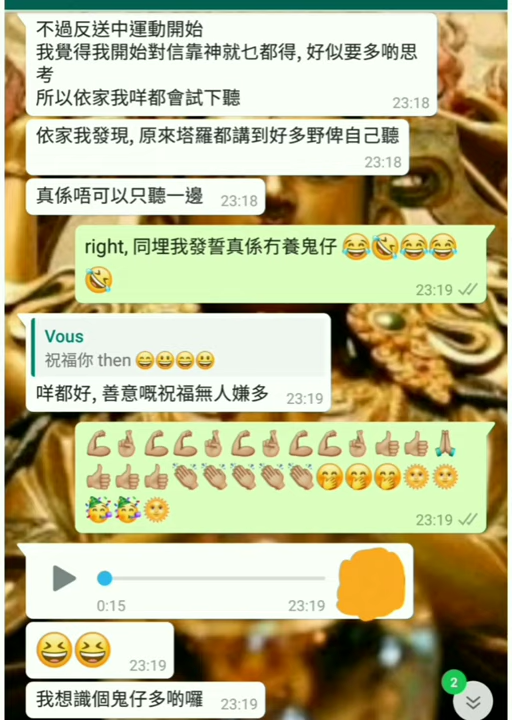 不過反送中運動開始
我覺得我開始對信靠神就乜都得, 好似要多啲思
考
所以依家我咩都會試下聽
23:18
依家我發現, 原來塔羅都講到好多野俾自己聽
23:18
真係唔可以只聽一邊 23:18
right, 同埋我發誓真係冇養鬼仔 😂🤣😂😂
🤣
23:19
Vous
祝福你 then 😄😃😄😃
咩都好, 善意嘅祝福無人嫌多 23:19
💪🏼🤞🏼💪🏼💪🏼🤞🏼💪🏼🤞🏼💪🏼💪🏼🤞🏼👍🏼👍🏼🙏🏼
👍🏼👍🏼👍🏼👏🏼👏🏼👏🏼👏🏼👏🏼🤭🤭🤭🌞🌞
🥳🥳🌞
23:19
0:15 23:19
😆😆 23:19
2
我想識個鬼仔多啲囉 23:19